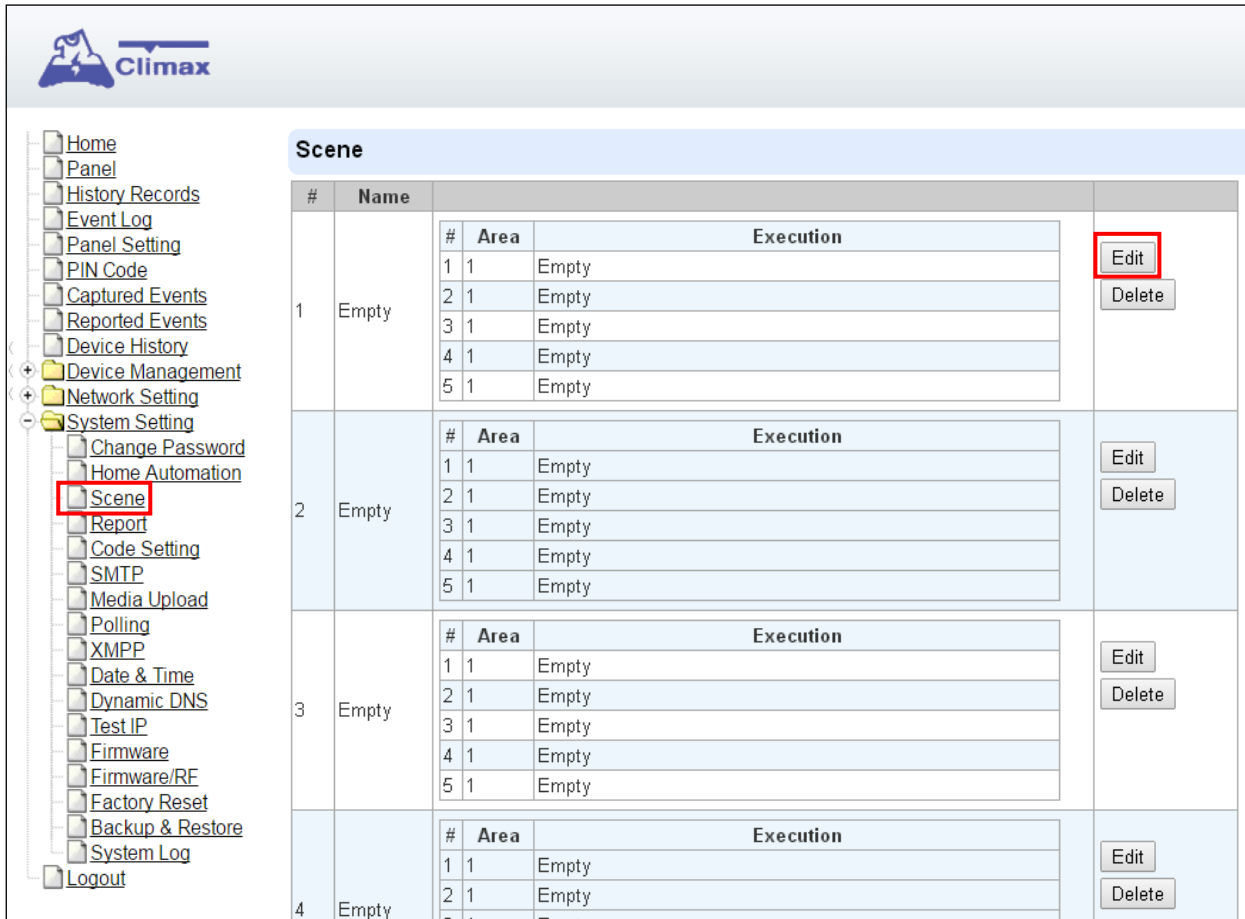 Climax
Home
Panel
History Records
Event Log
Panel Setting
PIN Code
Captured Events
Reported Events
Device History
Device Management
Network Setting
System Setting
Change Password
Home Automation
Scene
Report
Code Setting
SMTP
Media Upload
Polling
XMPP
Date & Time
Dynamic DNS
Test IP
Firmware
Firmware/RF
Factory Reset
Backup & Restore
System Log
Logout
Scene
# Name
1 Empty
# Area Execution
1 1 Empty
2 1 Empty
3 1 Empty
4 1 Empty
5 1 Empty
Edit
Delete
2 Empty
# Area Execution
1 1 Empty
2 1 Empty
3 1 Empty
4 1 Empty
5 1 Empty
Edit
Delete
3 Empty
# Area Execution
1 1 Empty
2 1 Empty
3 1 Empty
4 1 Empty
5 1 Empty
Edit
Delete
4 Empty
# Area Execution
1 1 Empty
2 1 Empty
Edit
Delete